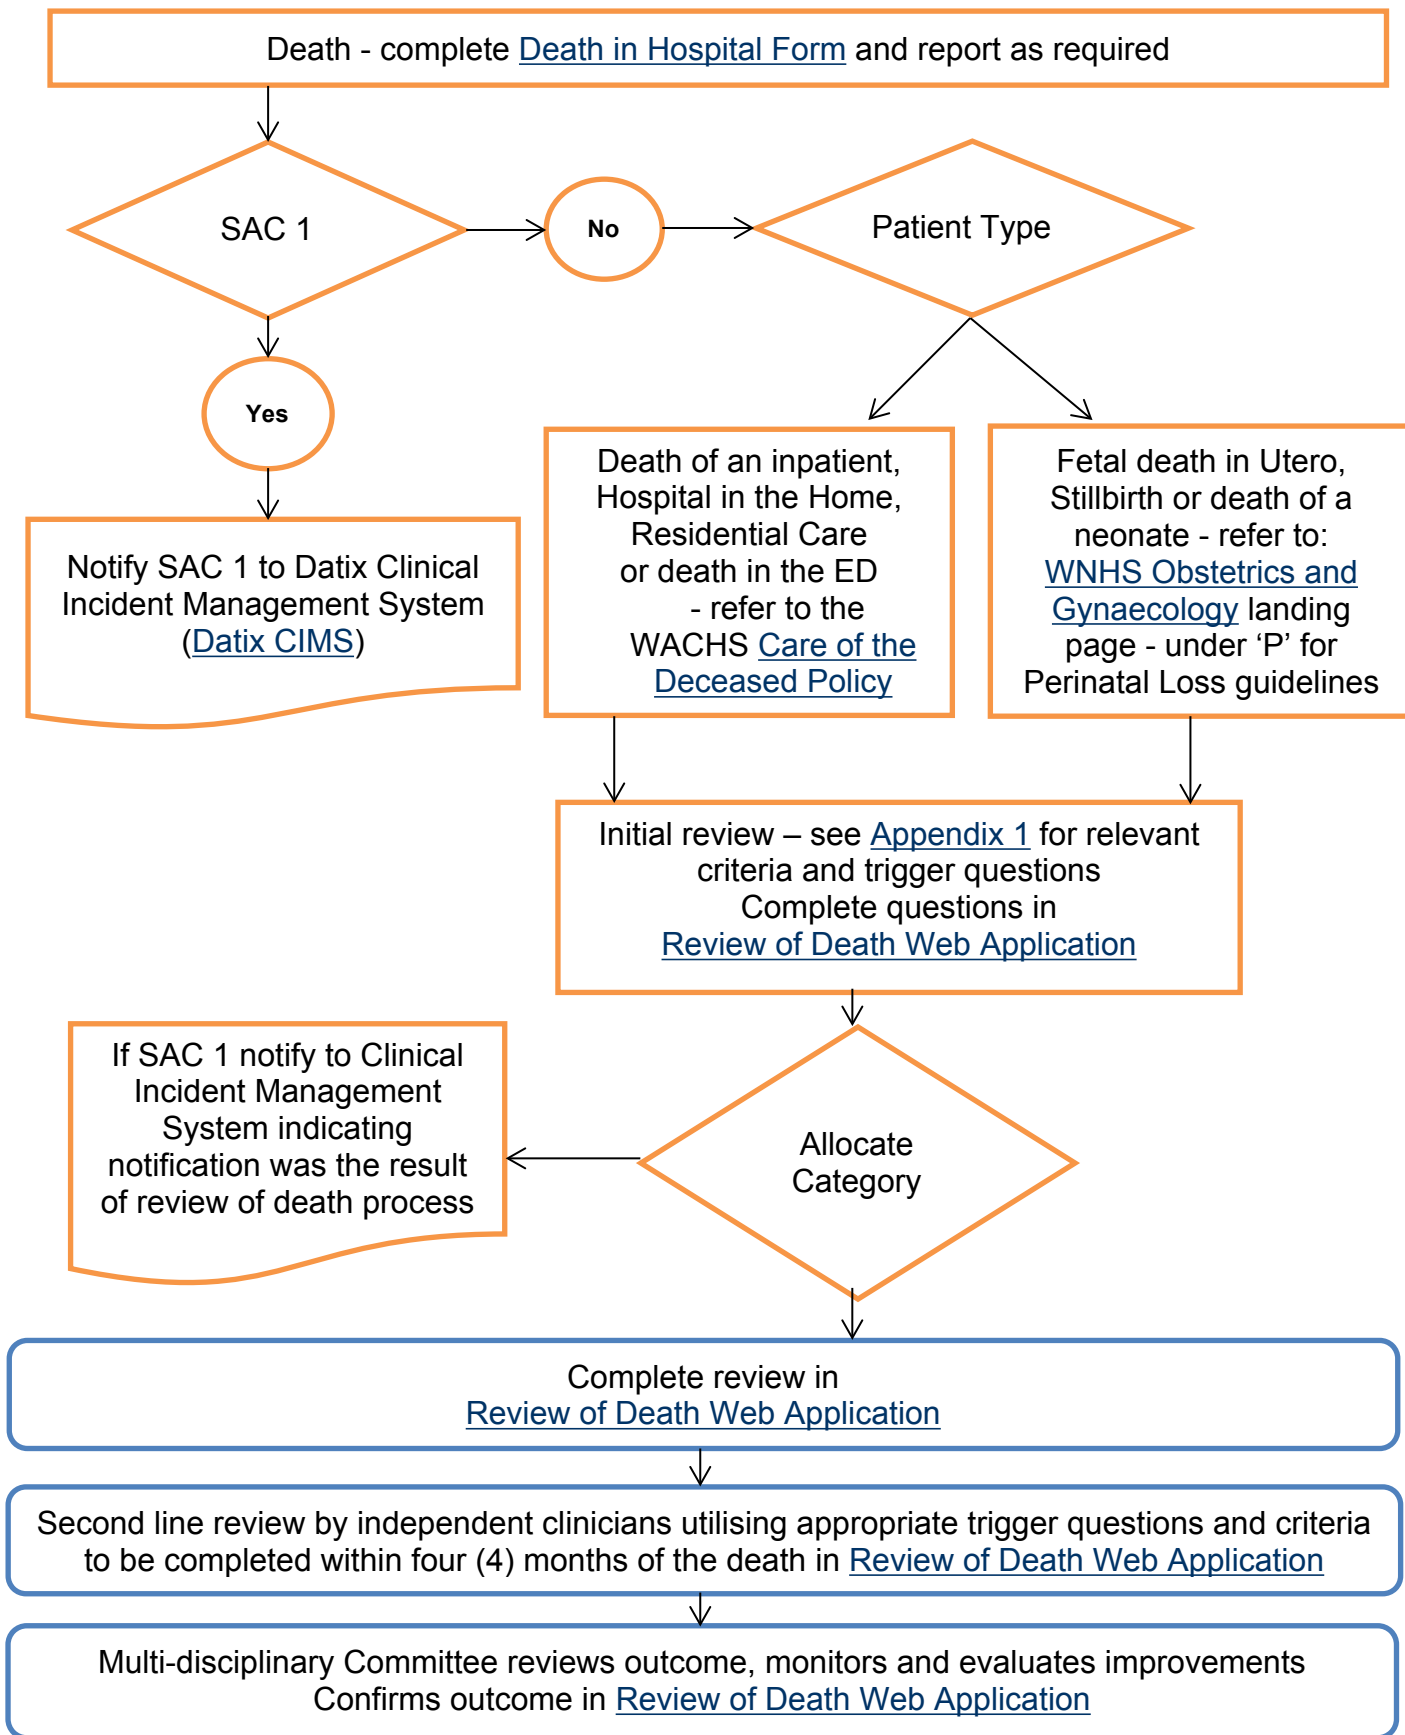 Death - complete Death in Hospital Form and report as required
SAC 1
No
Patient Type
Yes
Notify SAC 1 to Datix Clinical
Incident Management System
(Datix CIMS)
Death of an inpatient,
Hospital in the Home,
Residential Care
or death in the ED
- refer to the
WACHS Care of the
Deceased Policy
Fetal death in Utero,
Stillbirth or death of a
neonate - refer to:
WNHS Obstetrics and
Gynaecology landing
page - under ‘P’ for
Perinatal Loss guidelines
Initial review – see Appendix 1 for relevant
criteria and trigger questions
Complete questions in
Review of Death Web Application
If SAC 1 notify to Clinical
Incident Management
System indicating
notification was the result
of review of death process
Allocate
Category
Complete review in
Review of Death Web Application
Second line review by independent clinicians utilising appropriate trigger questions and criteria
to be completed within four (4) months of the death in Review of Death Web Application
Multi-disciplinary Committee reviews outcome, monitors and evaluates improvements
Confirms outcome in Review of Death Web Application